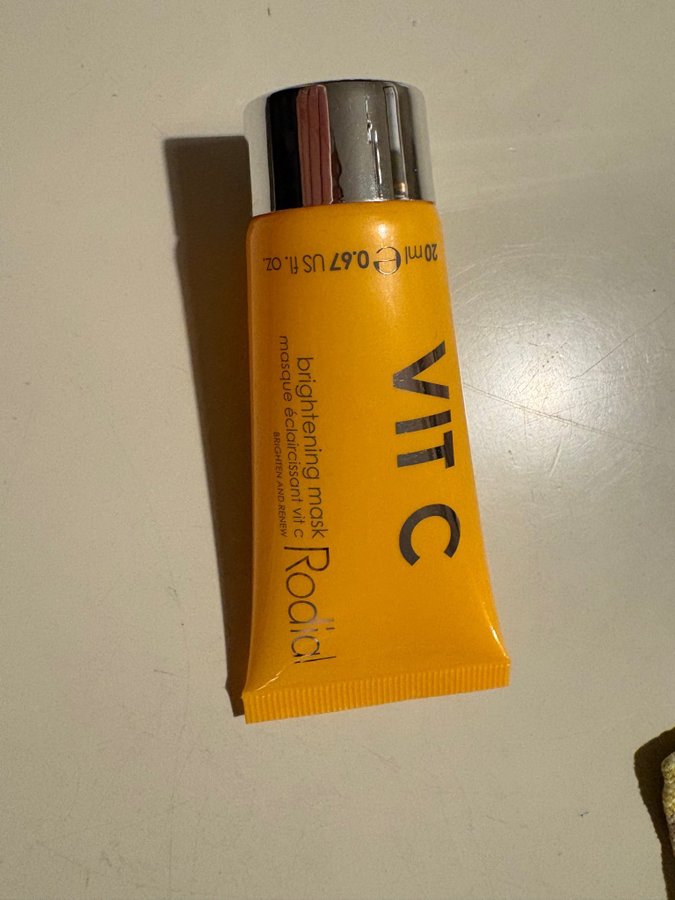 VIT C
brightening mask
masque éclaircissant vit c
BRIGHTEN AND RENEW
Rodial
20 ml e 0.67 US fl. oz.